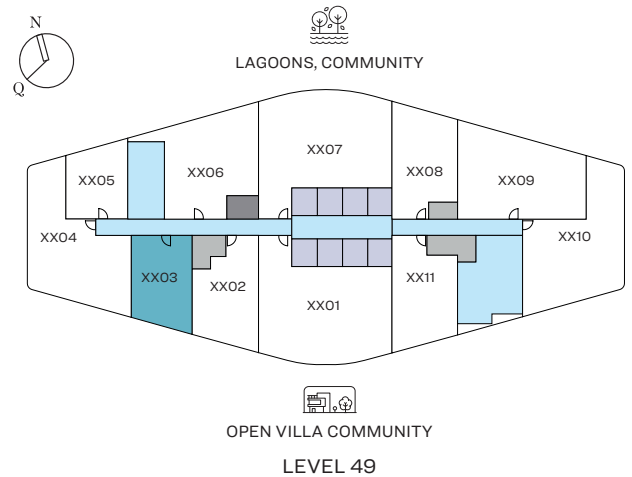 N
Q
LAGOONS, COMMUNITY
XX07
XX06
XX08
XX05
XX09
XX04
XX10
XX03
XX02
XX01
XX11
OPEN VILLA COMMUNITY
LEVEL 49